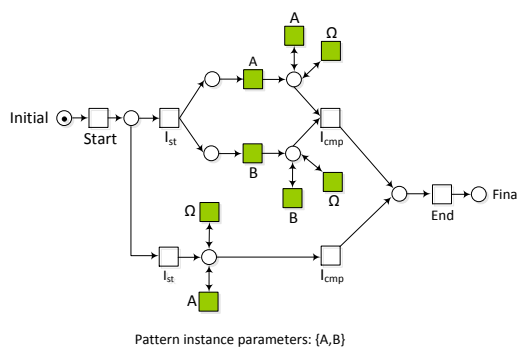 A
Ω
A
Initial
Start
I_st
I_cmp
B
B
Ω
Ω
End
Fina
I_st
I_cmp
A
Pattern instance parameters: {A,B}